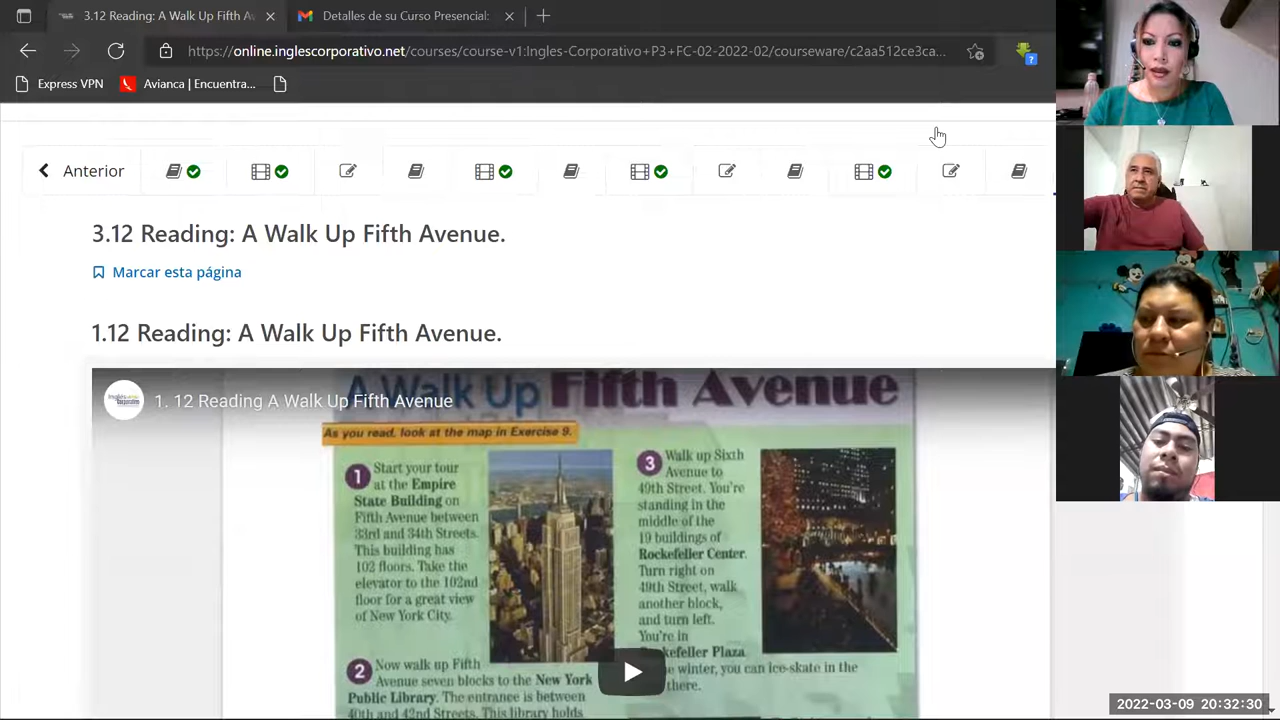 3.12 Reading: A Walk Up Fifth A
Detalles de su Curso Presencial:
https://online.inglescorporativo.net/courses/course-v1:Ingles-Corporativo+P3+FC-02-2022-02/courseware/c2aa512ce3ca...
Express VPN
Avianca | Encuentra...
Anterior
3.12 Reading: A Walk Up Fifth Avenue.
Marcar esta página
1.12 Reading: A Walk Up Fifth Avenue.
1. 12 Reading A Walk Up Fifth Avenue
A Walk Up Fifth Avenue
As you read, look at the map in Exercise 9.
1 Start your tour
at the Empire
State Building on
Fifth Avenue between
33rd and 34th Streets.
This building has
102 floors. Take the
elevator to the 102nd
floor for a great view
of New York City.
2 Now walk up Fifth
Avenue seven blocks to the New York
Public Library. The entrance is between
40th and 42nd Streets. This library holds
3 Walk up Sixth
Avenue to
49th Street. You're
standing in the
middle of the
19 buildings of
Rockefeller Center.
Turn right on
49th Street, walk
another block,
and turn left.
You're in
ckefeller Plaza
e winter, you can ice-skate in the
there.
2022-03-09 20:32:30